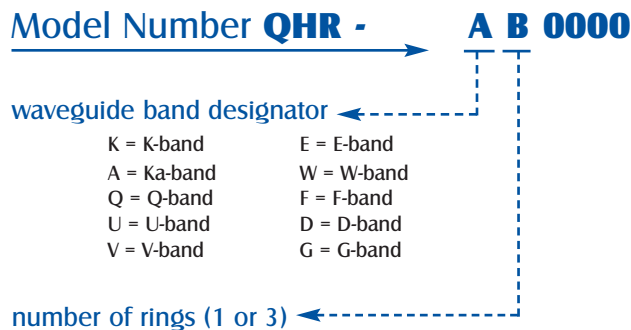 Model Number QHR - A B 0000
waveguide band designator
K = K-band E = E-band
A = Ka-band W = W-band
Q = Q-band F = F-band
U = U-band D = D-band
V = V-band G = G-band
number of rings (1 or 3)